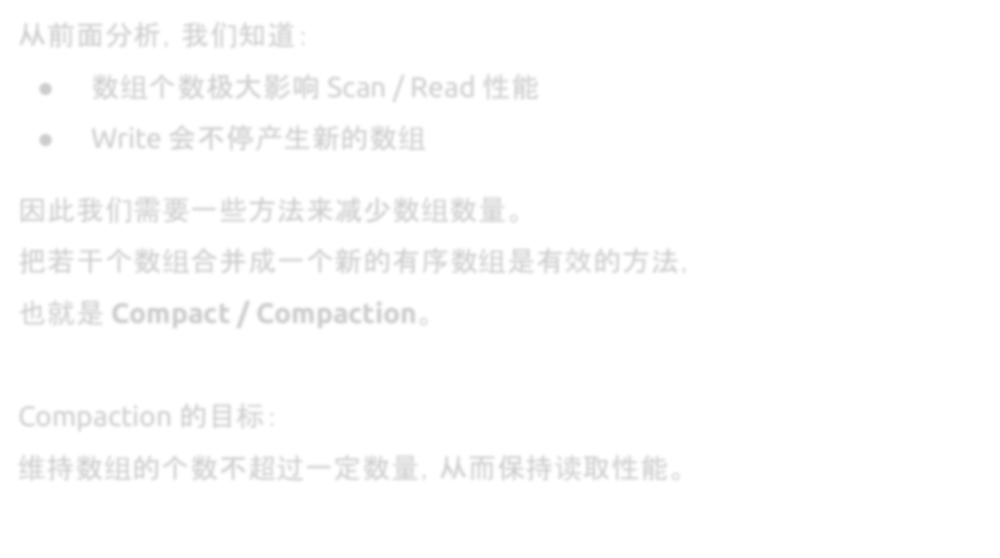 从前面分析, 我们知道:
● 数组个数极大影响 Scan / Read 性能
● Write 会不停产生新的数组
因此我们需要一些方法来减少数组数量。
把若干个数组合并成一个新的有序数组是有效的方法,
也就是 Compact / Compaction。
Compaction 的目标:
维持数组的个数不超过一定数量, 从而保持读取性能。